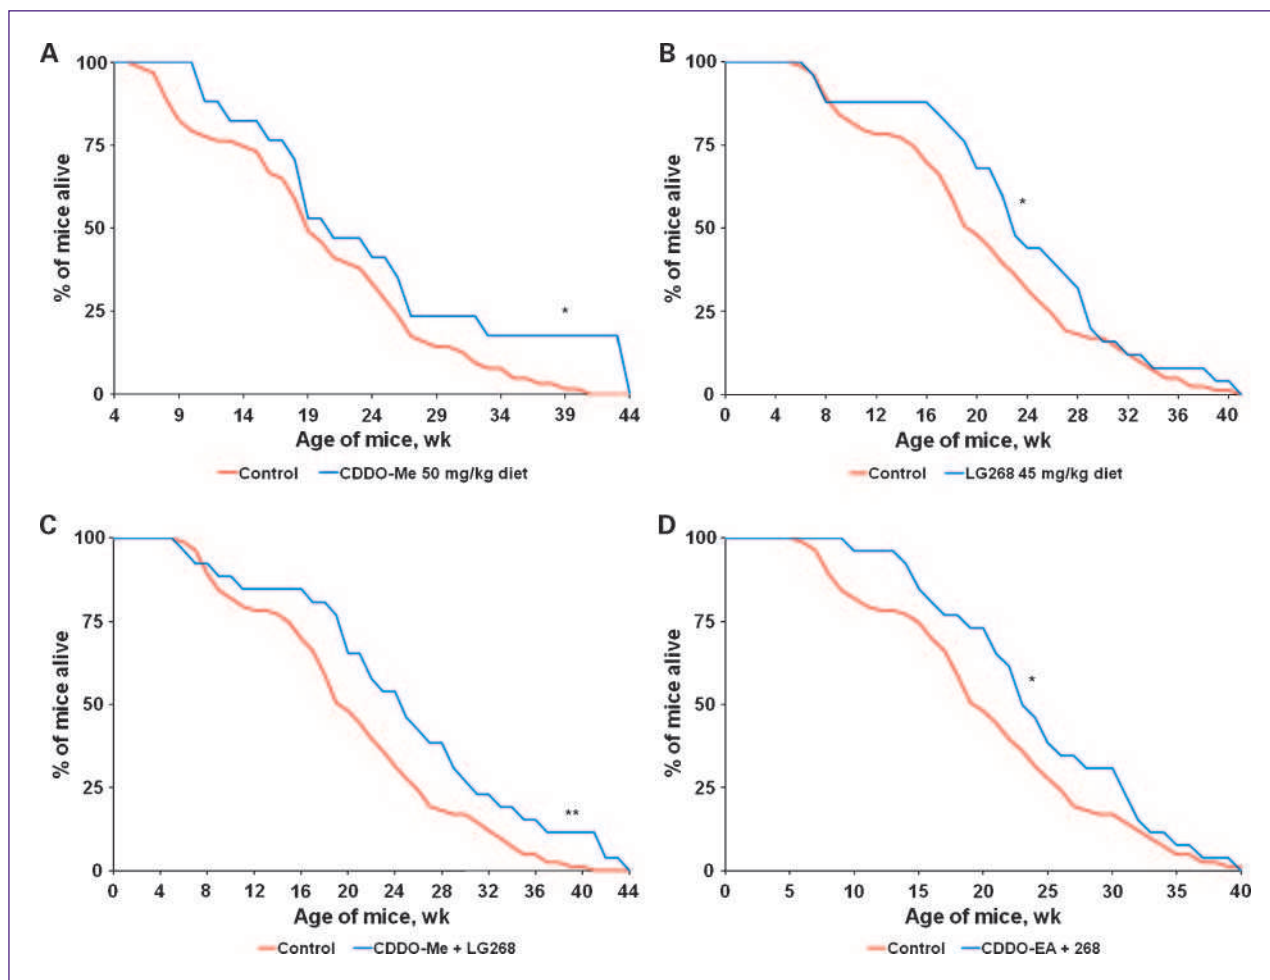 A
% of mice alive
100
75
50
25
0
*
4 9 14 19 24 29 34 39 44
Age of mice, wk
Control CDDO-Me 50 mg/kg diet
B
% of mice alive
100
75
50
25
0
*
0 4 8 12 16 20 24 28 32 36 40
Age of mice, wk
Control LG268 45 mg/kg diet
C
% of mice alive
100
75
50
25
0
**
0 4 8 12 16 20 24 28 32 36 40 44
Age of mice, wk
Control CDDO-Me + LG268
D
% of mice alive
100
75
50
25
0
*
0 5 10 15 20 25 30 35 40
Age of mice, wk
Control CDDO-EA + 268